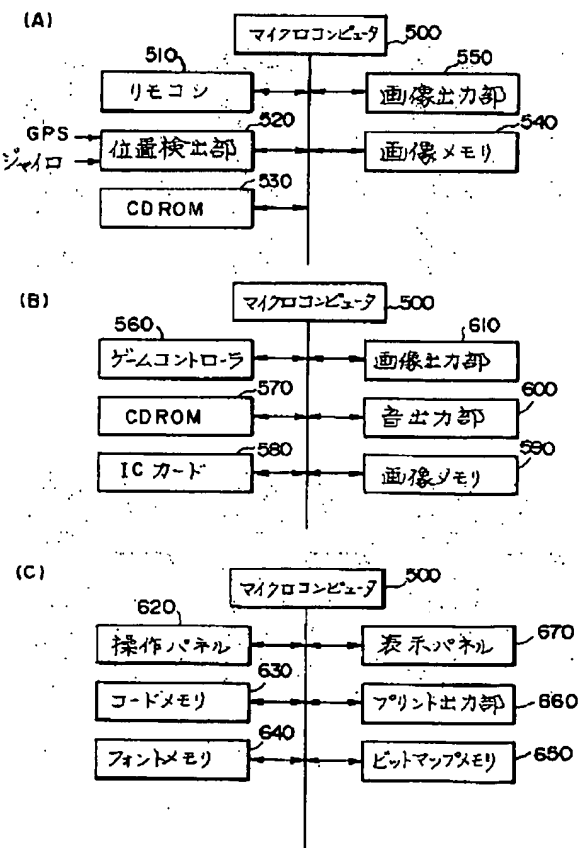 (A)
マイクロコンピュータ 500
510 550
リモコン 画像出力部
520 540
GPS 位置検出部 画像メモリ
ジャイロ
530
CDROM
(B)
マイクロコンピュータ 500
560 610
ゲームコントローラ 画像出力部
570 600
CDROM 音出力部
580 590
ICカード 画像メモリ
(C)
マイクロコンピュータ 500
620 670
操作パネル 表示パネル
630
コードメモリ プリント出力部 660
640
フォントメモリ ビットマップメモリ 650